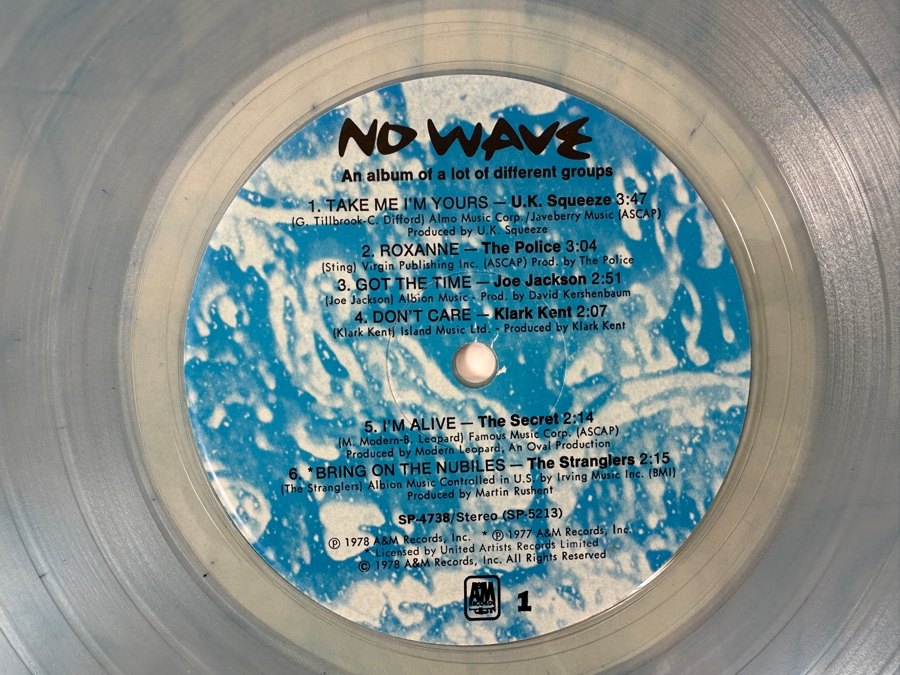 NO WAVE
An album of a lot of different groups
1. TAKE ME I'M YOURS — U.K. Squeeze 3:47
(G. Tillbrook-C. Difford) Almo Music Corp./Javeberry Music (ASCAP)
Produced by U.K. Squeeze
2. ROXANNE — The Police 3:04
(Sting) Virgin Publishing Inc. (ASCAP) Prod. by The Police
3. GOT THE TIME — Joe Jackson 2:51
(Joe Jackson) Albion Music - Prod. by David Kershenbaum
4. DON'T CARE — Klark Kent 2:07
(Klark Kent) Island Music Ltd. - Produced by Klark Kent
5. I'M ALIVE — The Secret 2:14
(M. Modern-B. Leopard) Famous Music Corp. (ASCAP)
Produced by Modern Leopard, An Oval Production
6. *BRING ON THE NUBILES — The Stranglers 2:15
(The Stranglers) Albion Music Controlled in U.S. by Irving Music Inc. (BMI)
Produced by Martin Rushent
SP-4738/Stereo (SP-5213)
℗ 1978 A&M Records, Inc. * ℗ 1977 A&M Records, Inc.
* Licensed by United Artists Records Limited
© 1978 A&M Records, Inc. All Rights Reserved
A&M RECORDS 1